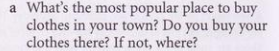 a What's the most popular place to buy
clothes in your town? Do you buy your
clothes there? If not, where?